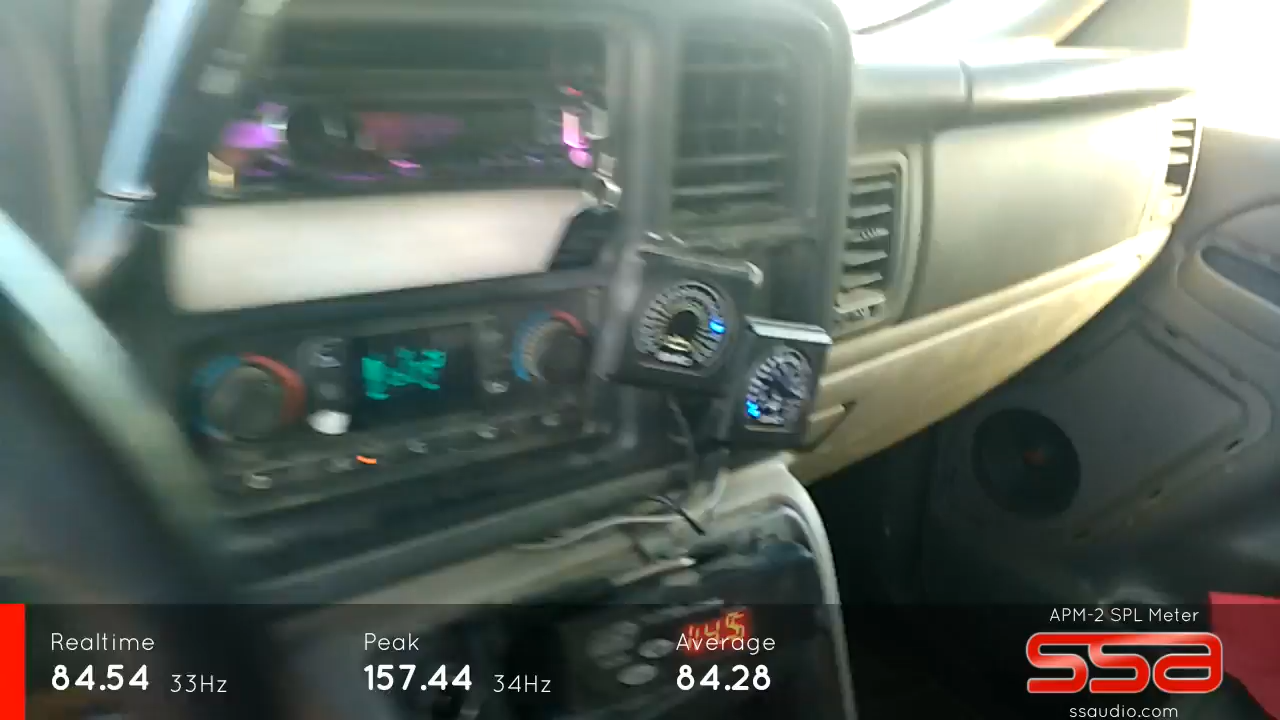 APM-2 SPL Meter
Realtime Peak Average
84.54 33Hz 157.44 34Hz 84.28
ssa
ssaudio.com